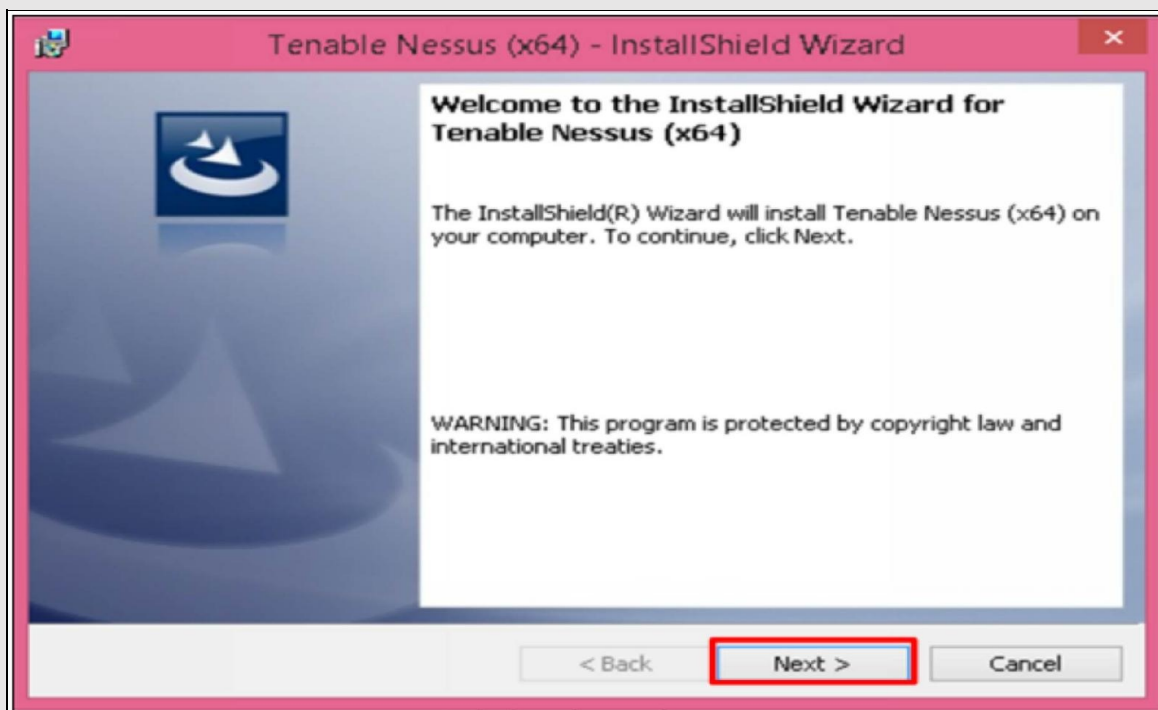 Tenable Nessus (x64) - InstallShield Wizard
Welcome to the InstallShield Wizard for
Tenable Nessus (x64)
The InstallShield(R) Wizard will install Tenable Nessus (x64) on
your computer. To continue, click Next.
WARNING: This program is protected by copyright law and
international treaties.
< Back Next > Cancel